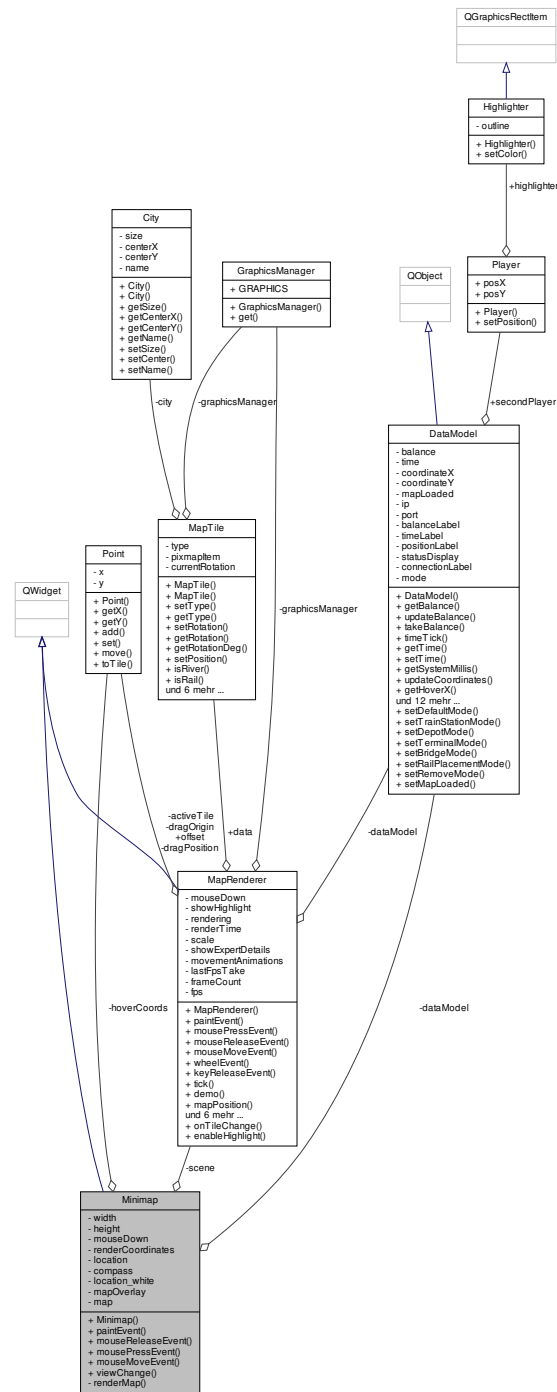 QGraphicsRectItem
Highlighter
- outline
+ Highlighter()
+ setColor()
+highlighter
City
- size
- centerX
- centerY
- name
+ City()
+ City()
+ getSize()
+ getCenterX()
+ getCenterY()
+ getName()
+ setSize()
+ setCenter()
+ setName()
GraphicsManager
+ GRAPHICS
+ GraphicsManager()
+ get()
QObject
Player
+ posX
+ posY
+ Player()
+ setPosition()
-city
-graphicsManager
+secondPlayer
DataModel
- balance
- time
- coordinateX
- coordinateY
- mapLoaded
- ip
- port
- balanceLabel
- timeLabel
- positionLabel
- statusDisplay
- connectionLabel
- mode
+ DataModel()
+ getBalance()
+ updateBalance()
+ takeBalance()
+ timeTick()
+ getTime()
+ setTime()
+ getSystemMillis()
+ updateCoordinates()
+ getHoverX()
und 12 mehr ...
+ setDefaultMode()
+ setTrainStationMode()
+ setDepotMode()
+ setTerminalMode()
+ setBridgeMode()
+ setRailPlacementMode()
+ setRemoveMode()
+ setMapLoaded()
MapTile
- type
- pixmapItem
- currentRotation
+ MapTile()
+ MapTile()
+ setType()
+ getType()
+ setRotation()
+ getRotation()
+ getRotationDeg()
+ setPosition()
+ isRiver()
+ isRail()
und 6 mehr ...
Point
- x
- y
+ Point()
+ getX()
+ getY()
+ add()
+ set()
+ move()
+ toTile()
QWidget
-graphicsManager
-activeTile
-dragOrigin
+offset
-dragPosition
+data
-dataModel
MapRenderer
- mouseDown
- showHighlight
- rendering
- renderTime
- scale
- showExpertDetails
- movementAnimations
- lastFpsTake
- frameCount
- fps
+ MapRenderer()
+ paintEvent()
+ mousePressEvent()
+ mouseReleaseEvent()
+ mouseMoveEvent()
+ wheelEvent()
+ keyReleaseEvent()
+ tick()
+ demo()
+ mapPosition()
und 6 mehr ...
+ onTileChange()
+ enableHighlight()
-hoverCoords
-dataModel
-scene
Minimap
- width
- height
- mouseDown
- renderCoordinates
- location
- compass
- location_white
- mapOverlay
- map
+ Minimap()
+ paintEvent()
+ mouseReleaseEvent()
+ mousePressEvent()
+ mouseMoveEvent()
+ viewChange()
- renderMap()